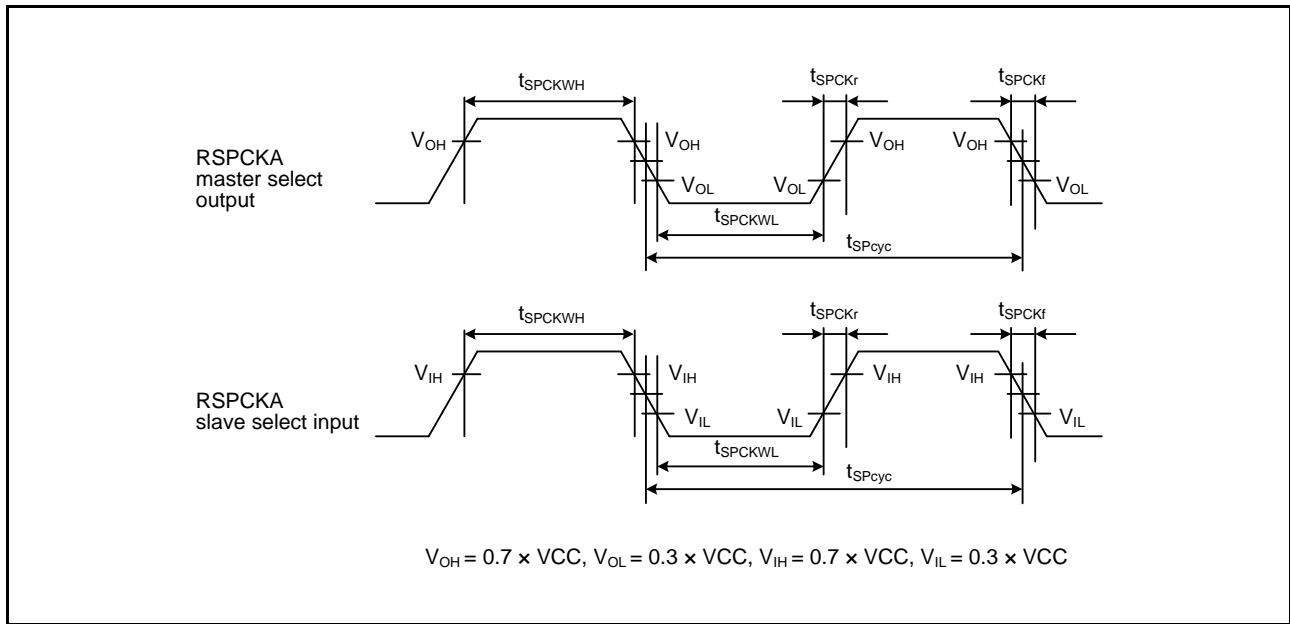 tSPCKWH
tSPCKr
tSPCKf
VOH
VOH
VOH
VOH
RSPCKA
master select
output
VOL
VOL
VOL
tSPCKWL
tSPcyc
tSPCKWH
tSPCKr
tSPCKf
VIH
VIH
VIH
VIH
RSPCKA
slave select input
VIL
VIL
VIL
tSPCKWL
tSPcyc
VOH = 0.7 × VCC, VOL = 0.3 × VCC, VIH = 0.7 × VCC, VIL = 0.3 × VCC